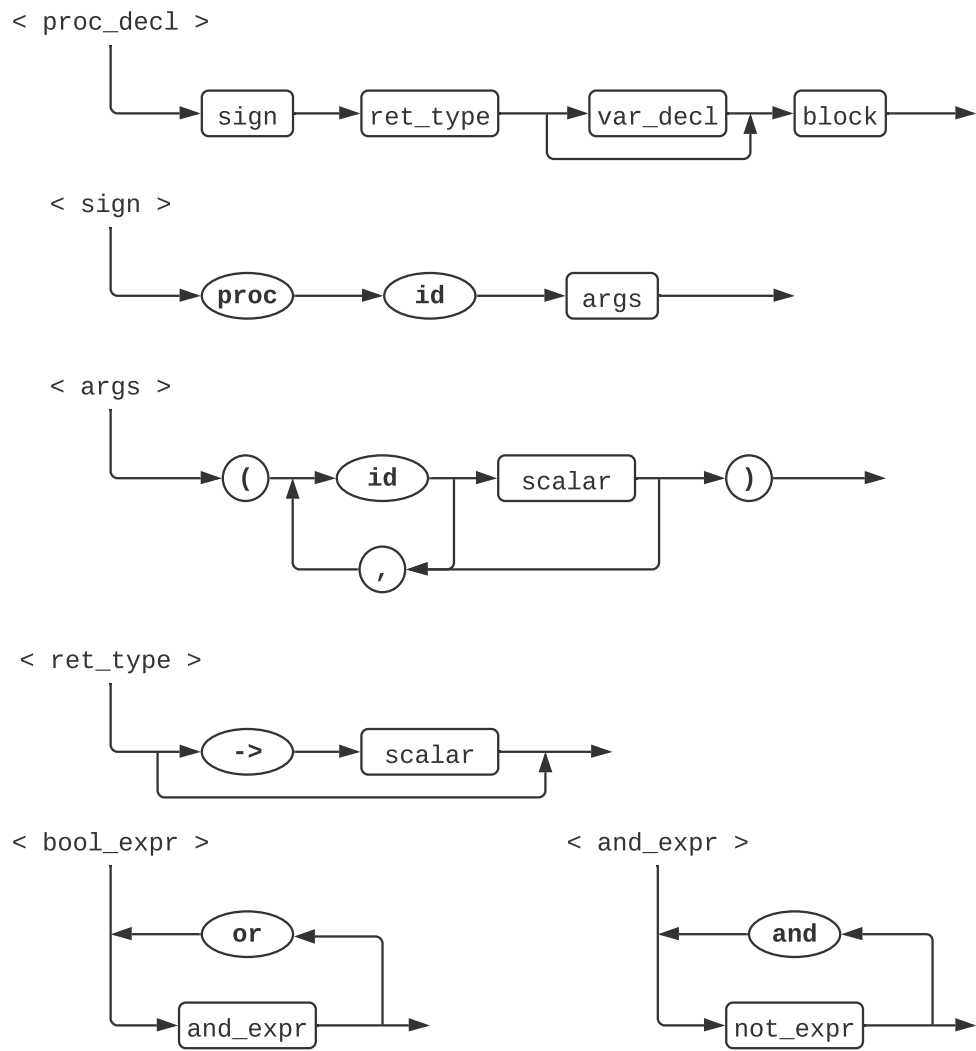 < proc_decl >
sign ret_type var_decl block
< sign >
proc id args
< args >
( id scalar )
,
< ret_type >
-> scalar
< bool_expr > < and_expr >
or and
and_expr not_expr